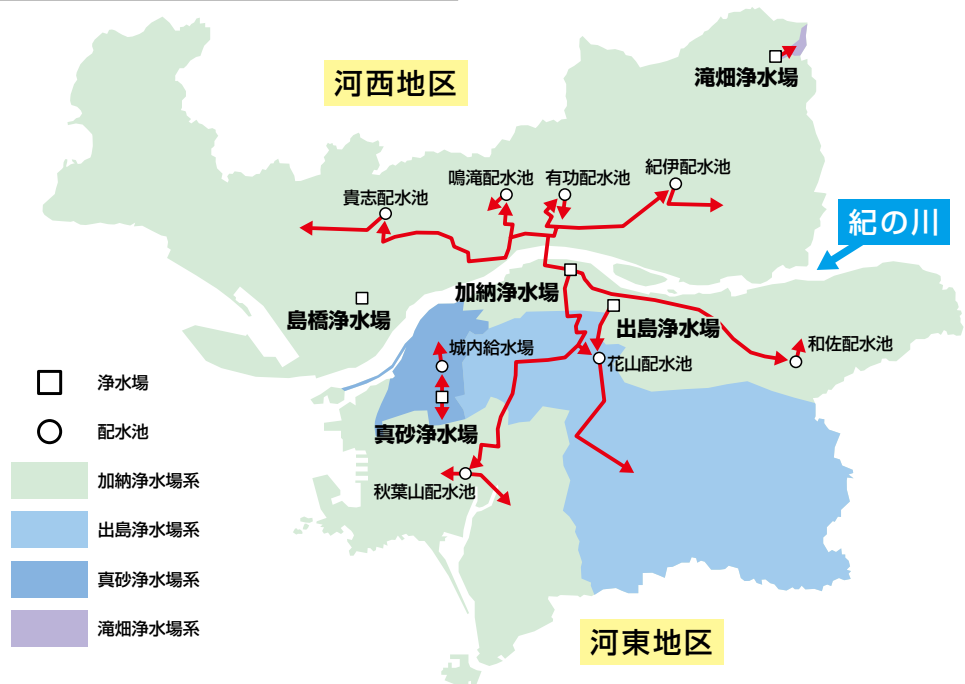 河西地区
滝畑浄水場
鳴滝配水池
有功配水池
紀伊配水池
貴志配水池
紀の川
加納浄水場
島橋浄水場
出島浄水場
城内給水場
花山配水池
和佐配水池
真砂浄水場
秋葉山配水池
浄水場
配水池
加納浄水場系
出島浄水場系
真砂浄水場系
滝畑浄水場系
河東地区